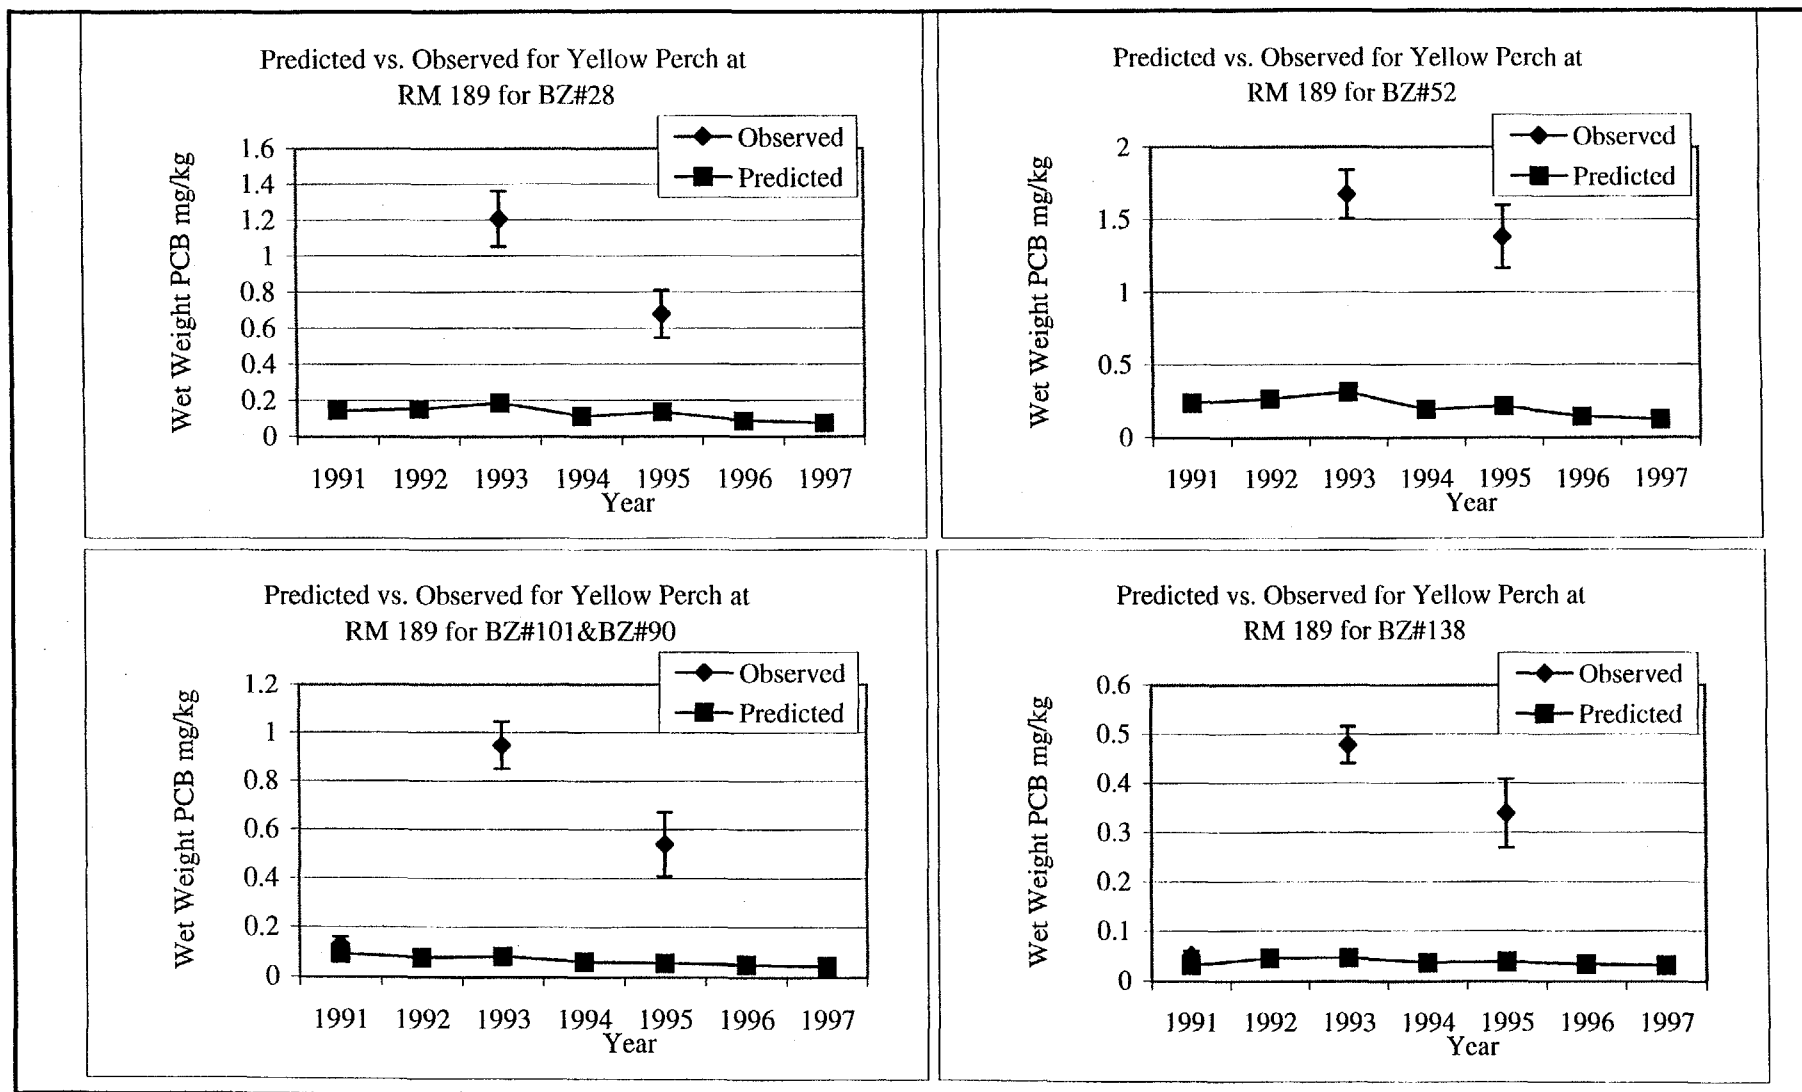 Predicted vs. Observed for Yellow Perch at
RM 189 for BZ#28
Observed
Predicted
Wet Weight PCB mg/kg
1.6
1.4
1.2
1
0.8
0.6
0.4
0.2
0
1991 1992 1993 1994 1995 1996 1997
Year
Predicted vs. Observed for Yellow Perch at
RM 189 for BZ#52
Observed
Predicted
Wet Weight PCB mg/kg
2
1.5
1
0.5
0
1991 1992 1993 1994 1995 1996 1997
Year
Predicted vs. Observed for Yellow Perch at
RM 189 for BZ#101&BZ#90
Observed
Predicted
Wet Weight PCB mg/kg
1.2
1
0.8
0.6
0.4
0.2
0
1991 1992 1993 1994 1995 1996 1997
Year
Predicted vs. Observed for Yellow Perch at
RM 189 for BZ#138
Observed
Predicted
Wet Weight PCB mg/kg
0.6
0.5
0.4
0.3
0.2
0.1
0
1991 1992 1993 1994 1995 1996 1997
Year